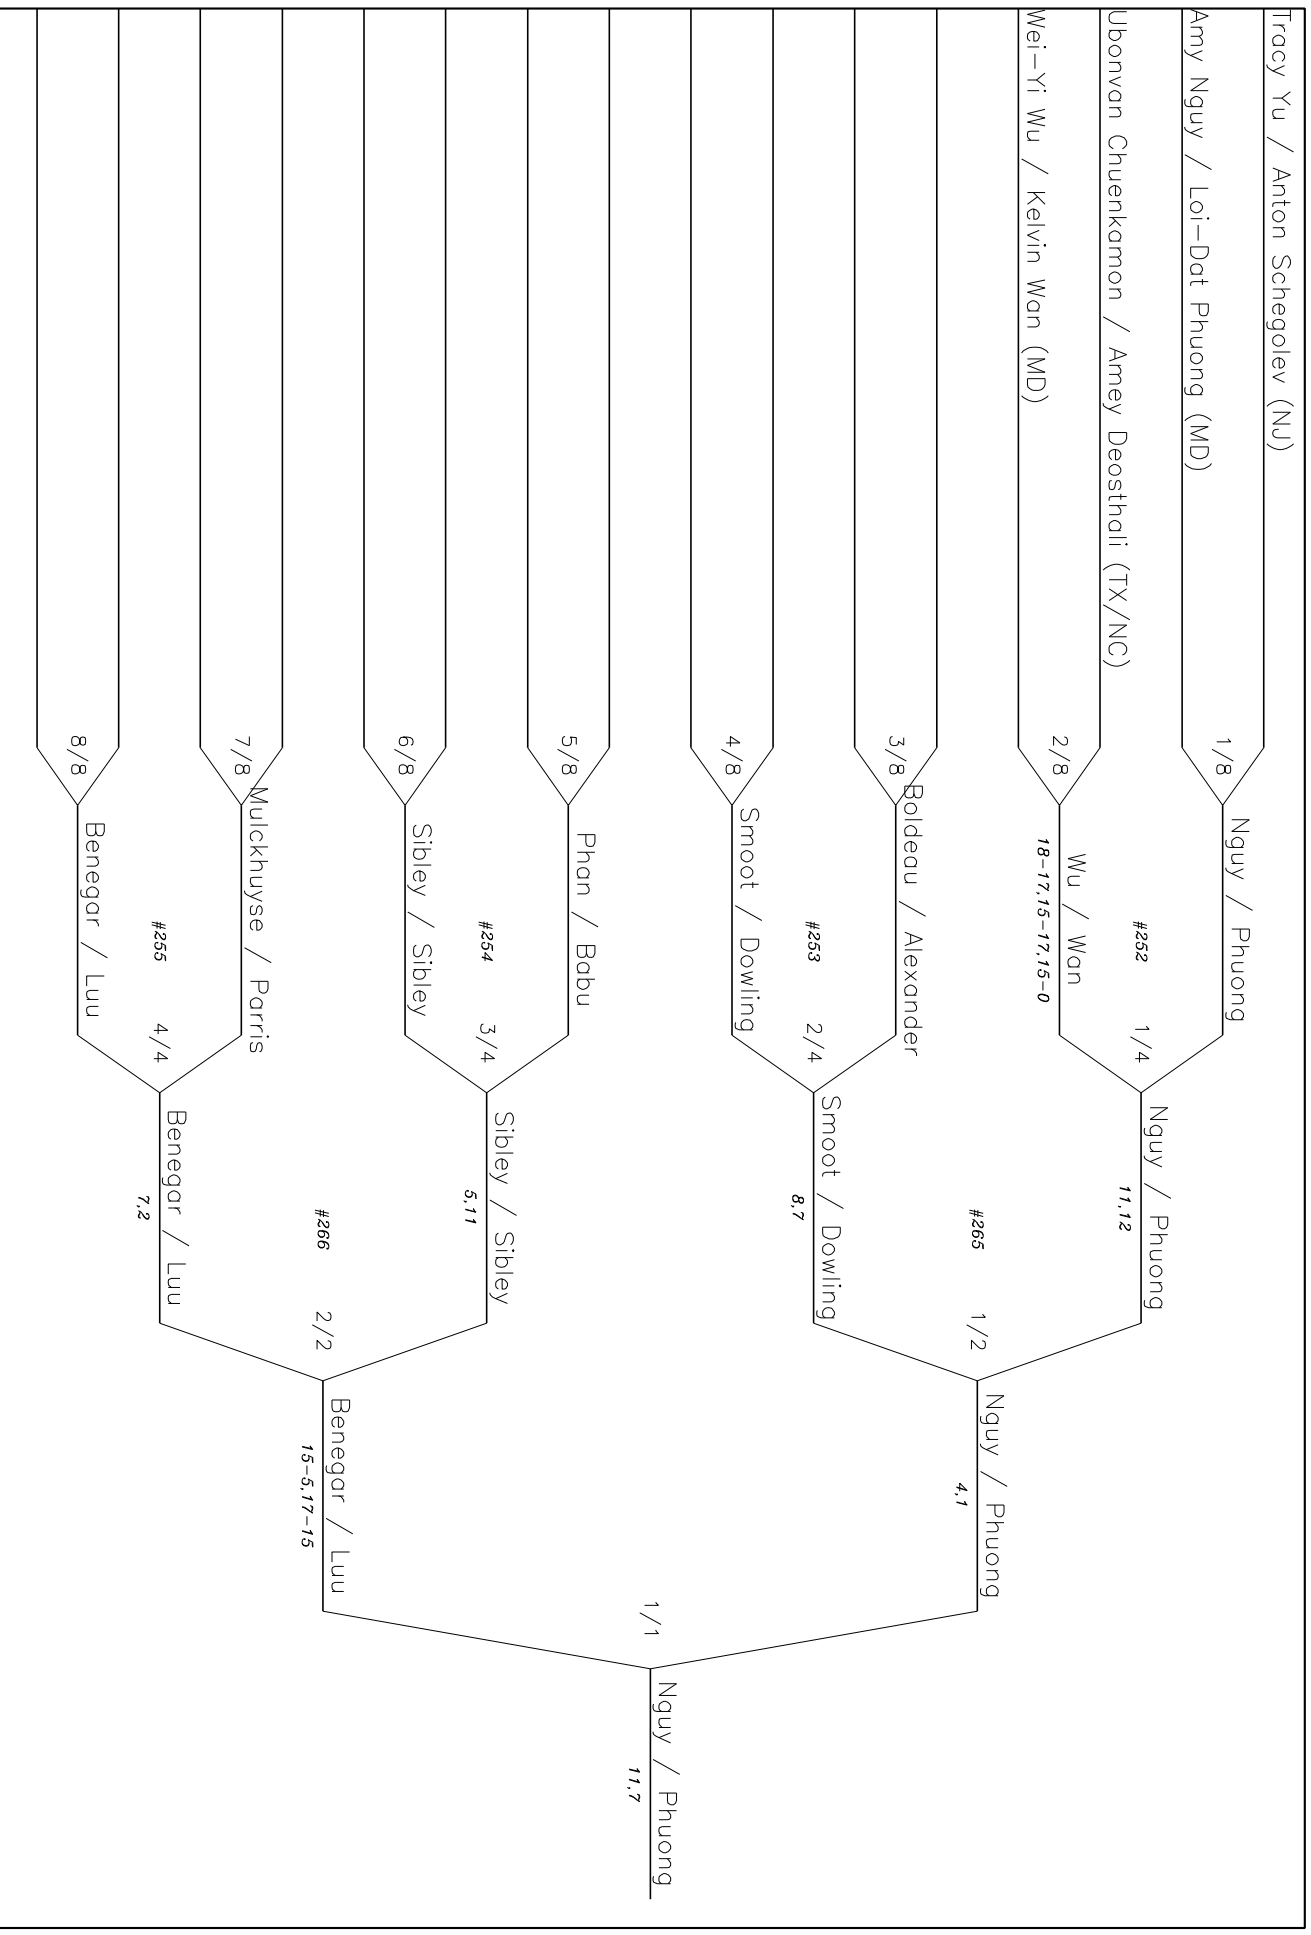 Tracy Yu / Anton Schegolev (NJ)
Amy Nguy / Loi-Dat Phuong (MD)
Ubonvan Chuenkamon / Amey Deosthali (TX/NC)
Wei-Yi Wu / Kelvin Wan (MD)
1/8
2/8
3/8
4/8
5/8
6/8
7/8
8/8
Nguy / Phuong
#252
Wu / Wan
18-17,15-17,15-0
Boldeau / Alexander
#253
Smoot / Dowling
Phan / Babu
#254
Sibley / Sibley
Mulckhuyse / Parris
#255
Benegar / Luu
1/4
2/4
3/4
4/4
Nguy / Phuong
11,12
#265
Smoot / Dowling
8,7
Sibley / Sibley
5,11
#266
Benegar / Luu
7,2
1/2
2/2
Nguy / Phuong
4,1
Benegar / Luu
15-5,17-15
1/1
Nguy / Phuong
11,7